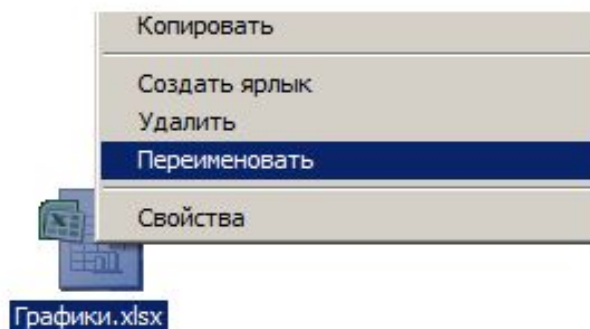 Копировать
Создать ярлык
Удалить
Переименовать
Свойства
Графики.xlsx